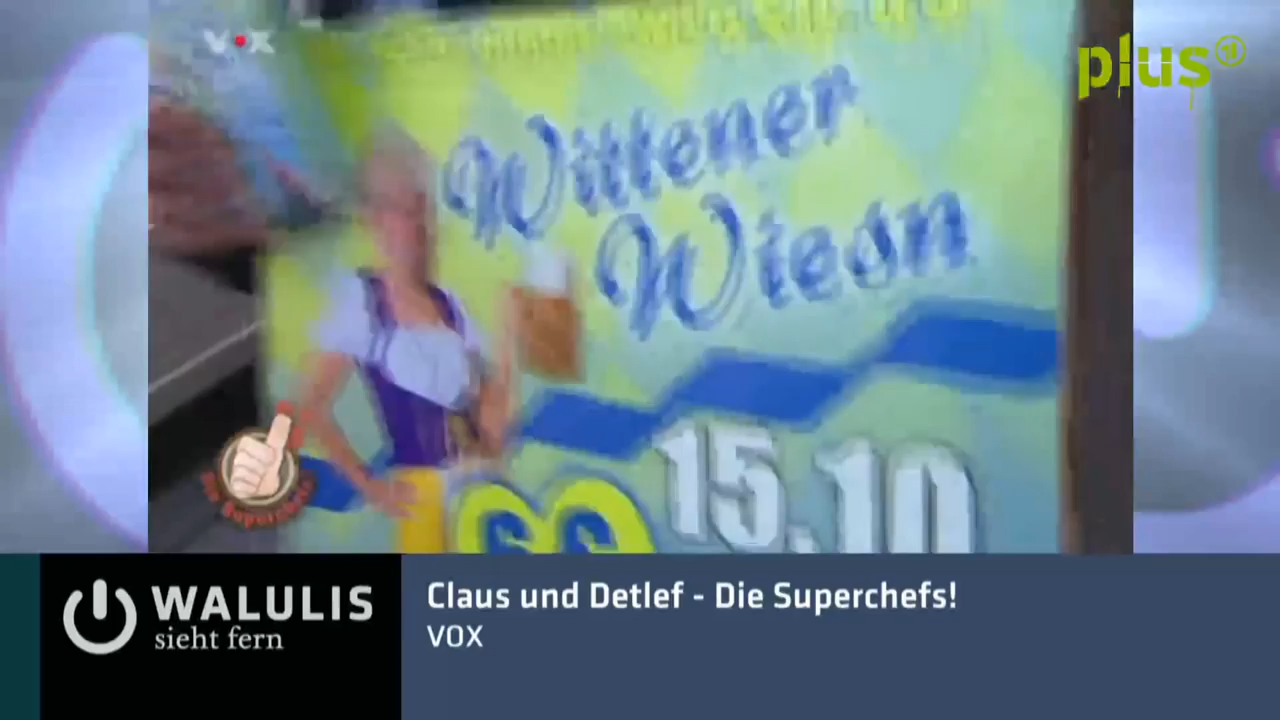 VOX
plus
Wittener
Wiesn
15.10
WALULIS
sieht fern
Claus und Detlef - Die Superchefs!
VOX